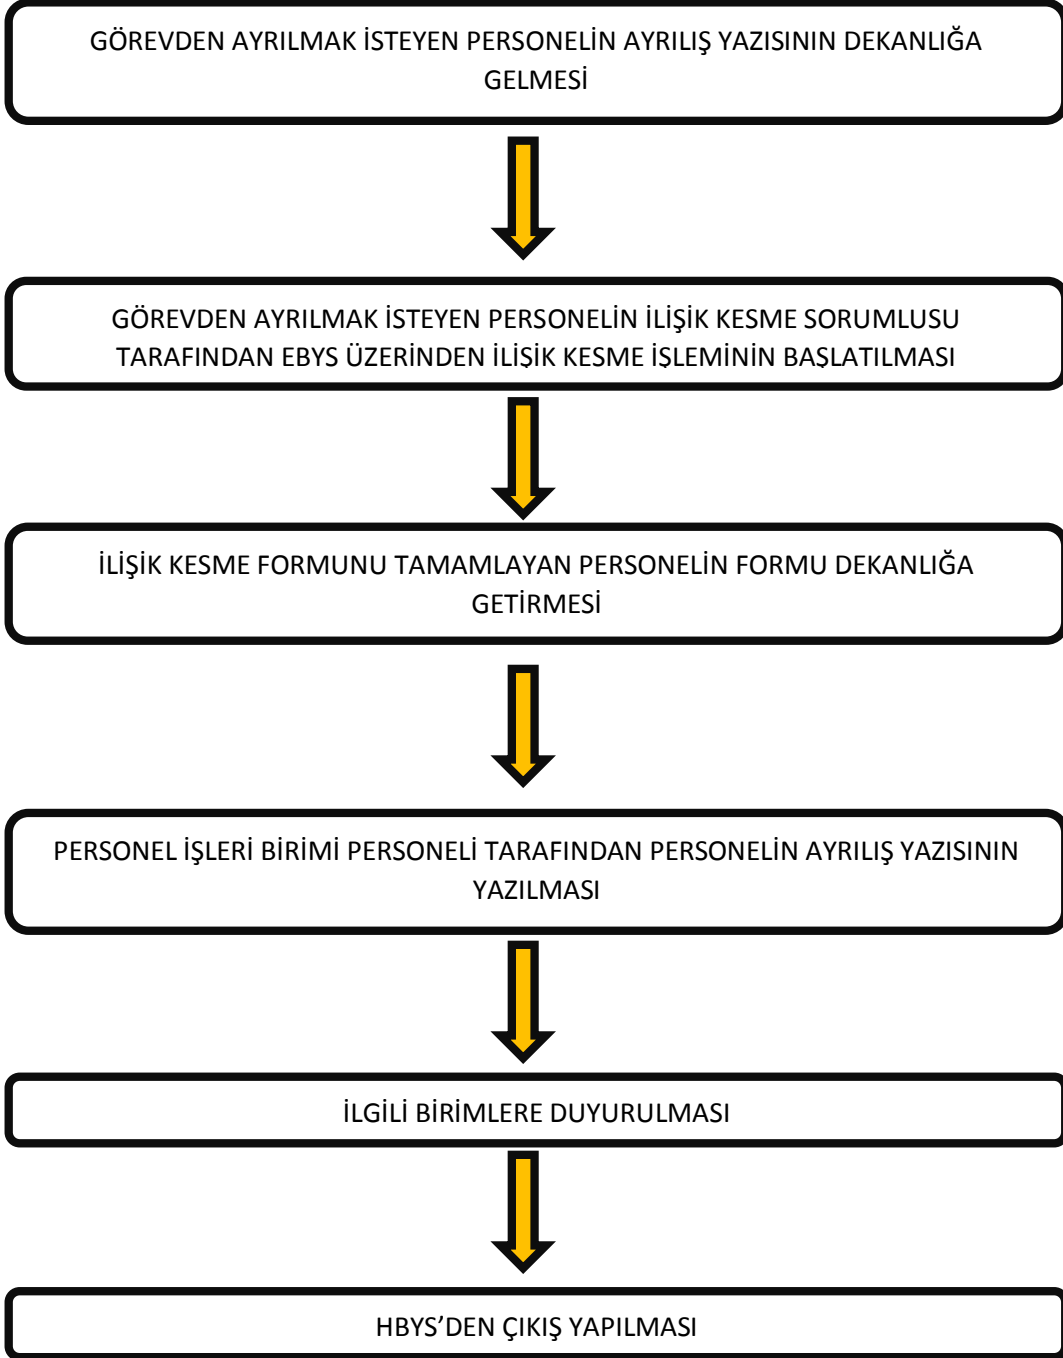 GÖREVDEN AYRILMAK İSTEYEN PERSONELİN AYRILIŞ YAZISININ DEKANLIĞA
GELMESİ
GÖREVDEN AYRILMAK İSTEYEN PERSONELİN İLİŞİK KESME SORUMLUSU
TARAFINDAN EBYS ÜZERİNDEN İLİŞİK KESME İŞLEMİNİN BAŞLATILMASI
İLİŞİK KESME FORMUNU TAMAMLAYAN PERSONELİN FORMU DEKANLIĞA
GETİRMESİ
PERSONEL İŞLERİ BİRİMİ PERSONELİ TARAFINDAN PERSONELİN AYRILIŞ YAZISININ
YAZILMASI
İLGİLİ BİRİMLERE DUYURULMASI
HBYS’DEN ÇIKIŞ YAPILMASI